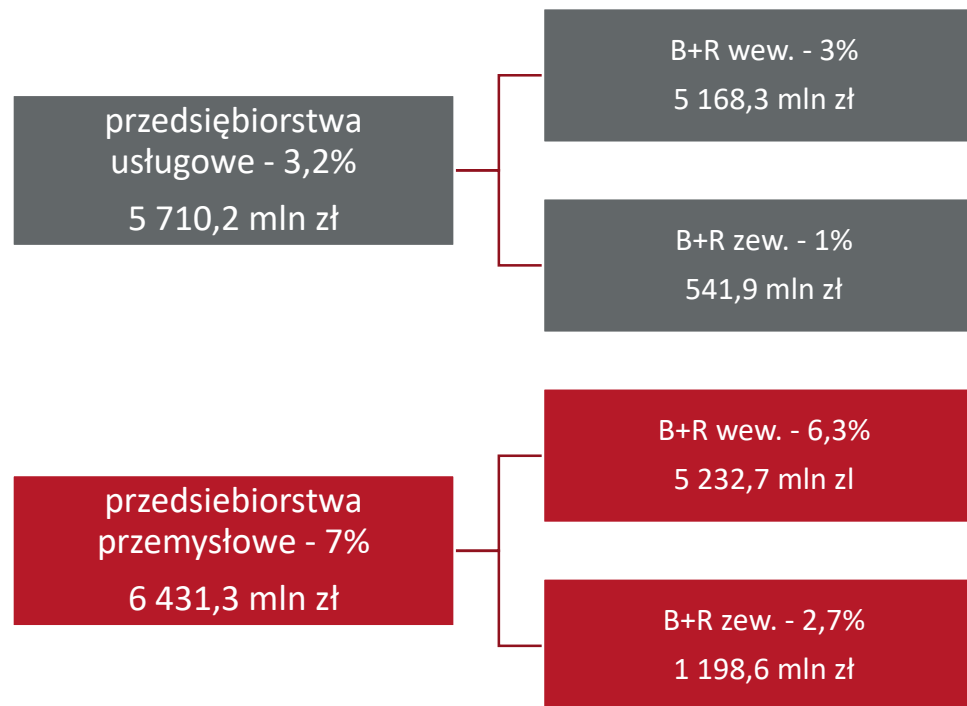 przedsiębiorstwa
usługowe - 3,2%
5 710,2 mln zł
B+R wew. - 3%
5 168,3 mln zł
B+R zew. - 1%
541,9 mln zł
przedsiebiorstwa
przemysłowe - 7%
6 431,3 mln zł
B+R wew. - 6,3%
5 232,7 mln zl
B+R zew. - 2,7%
1 198,6 mln zł